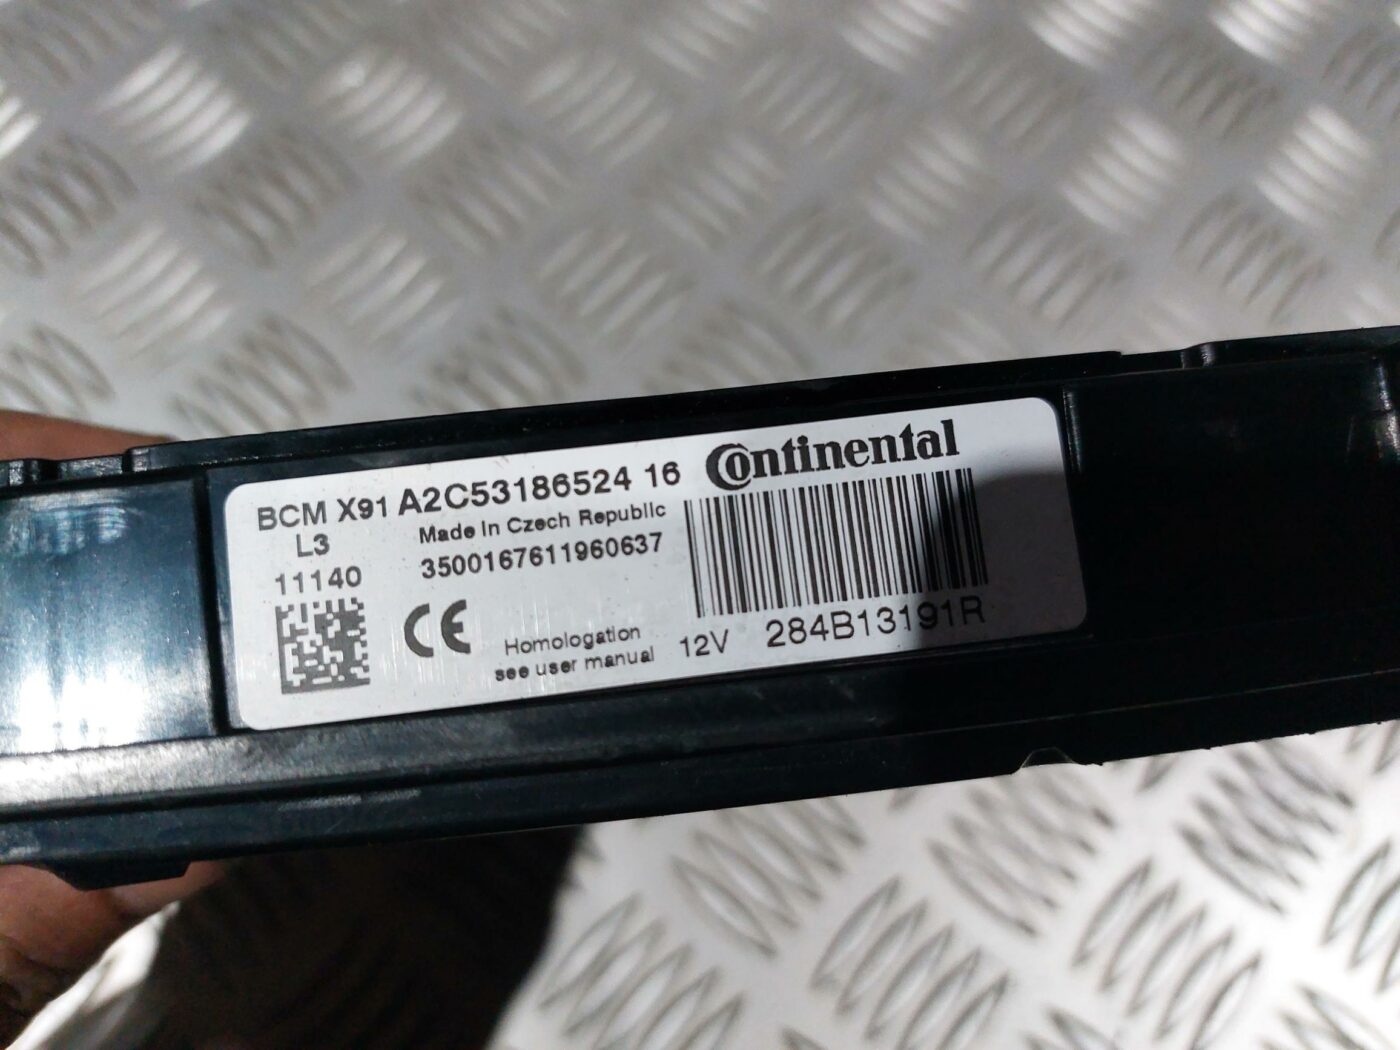 BCM X91 A2C53186524 16 Continental
L3 Made In Czech Republic
11140 3500167611960637
CE Homologation
see user manual 12V 284B13191R